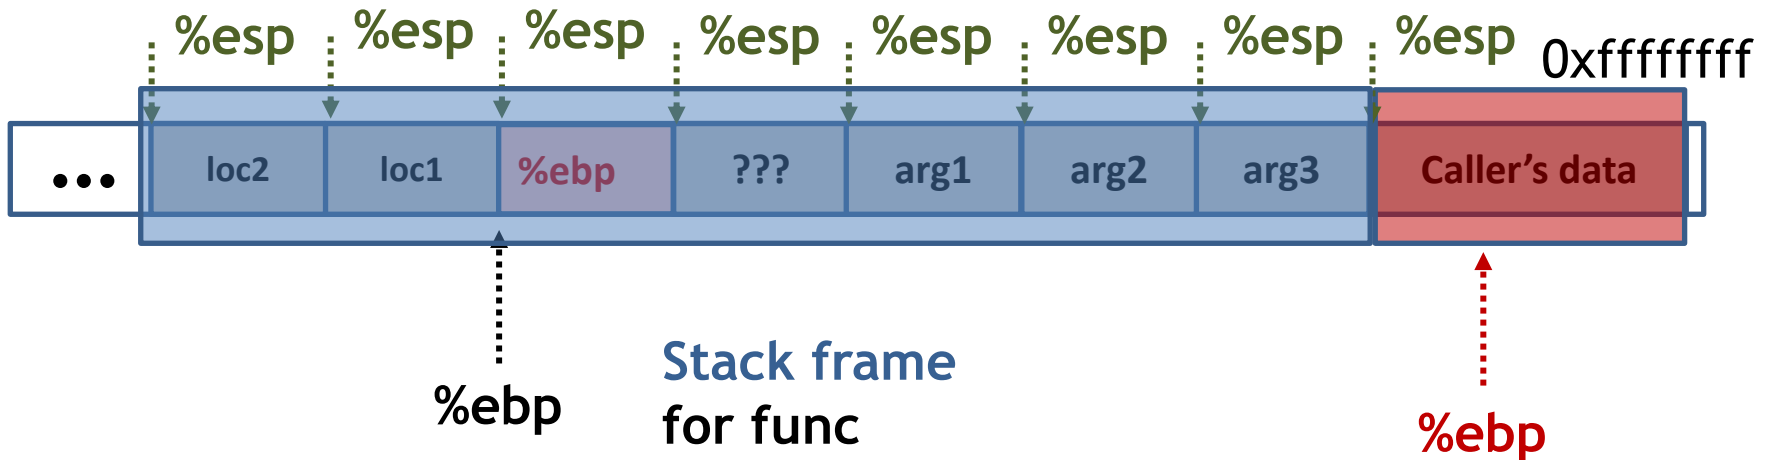 %esp %esp %esp %esp %esp %esp %esp %esp
0xffffffff
... loc2 loc1 %ebp ??? arg1 arg2 arg3 Caller’s data
%ebp
Stack frame
for func
%ebp